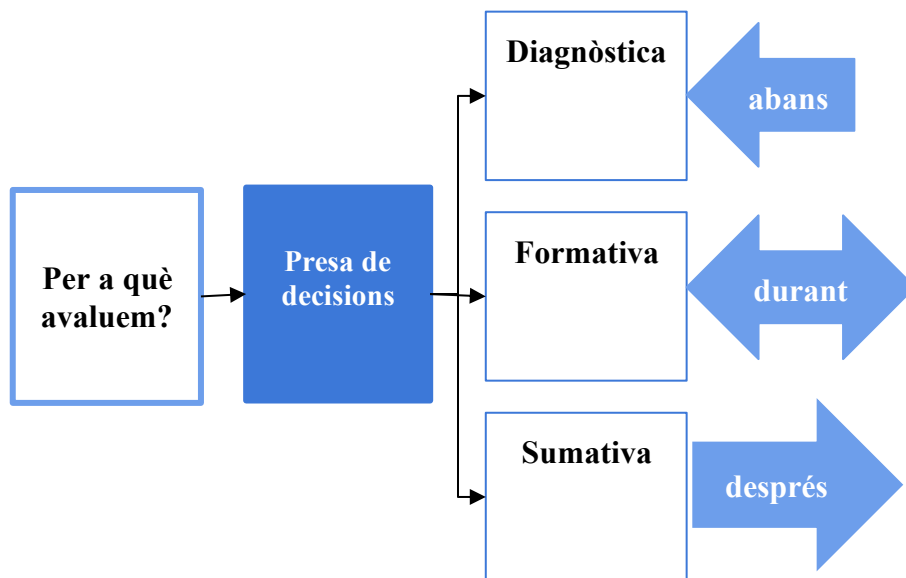 Per a què
avaluem?
Presa de
decisions
Diagnòstica
abans
Formativa
durant
Sumativa
després